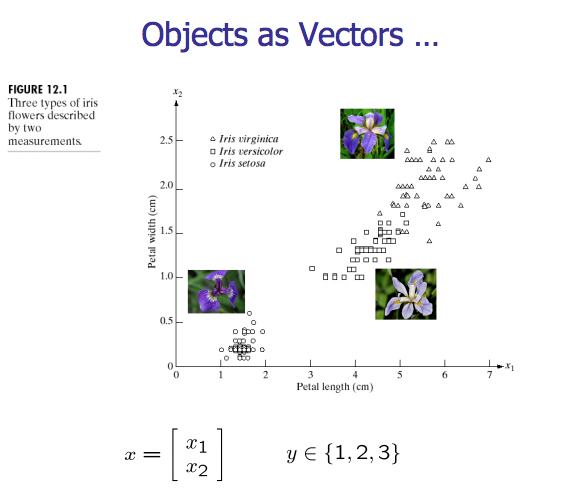 Objects as Vectors ...
FIGURE 12.1
Three types of iris
flowers described
by two
measurements.
x2
2.5
2.0
1.5
1.0
0.5
0
Petal width (cm)
△ Iris virginica
□ Iris versicolor
○ Iris setosa
0 1 2 3 4 5 6 7
x1
Petal length (cm)
x = [ x1
x2 ]
y ∈ {1, 2, 3}